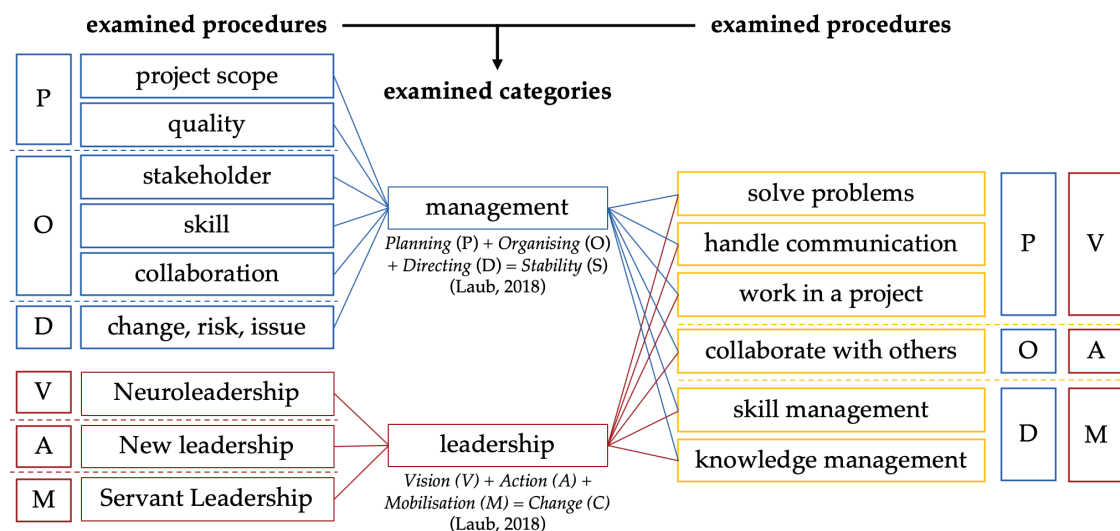 examined procedures
examined procedures
examined categories
P
project scope
quality
O
stakeholder
skill
collaboration
D
change, risk, issue
V
Neuroleadership
A
New leadership
M
Servant Leadership
management
Planning (P) + Organising (O)
+ Directing (D) = Stability (S)
(Laub, 2018)
leadership
Vision (V) + Action (A) +
Mobilisation (M) = Change (C)
(Laub, 2018)
solve problems
handle communication
work in a project
P
V
collaborate with others
O
A
skill management
knowledge management
D
M